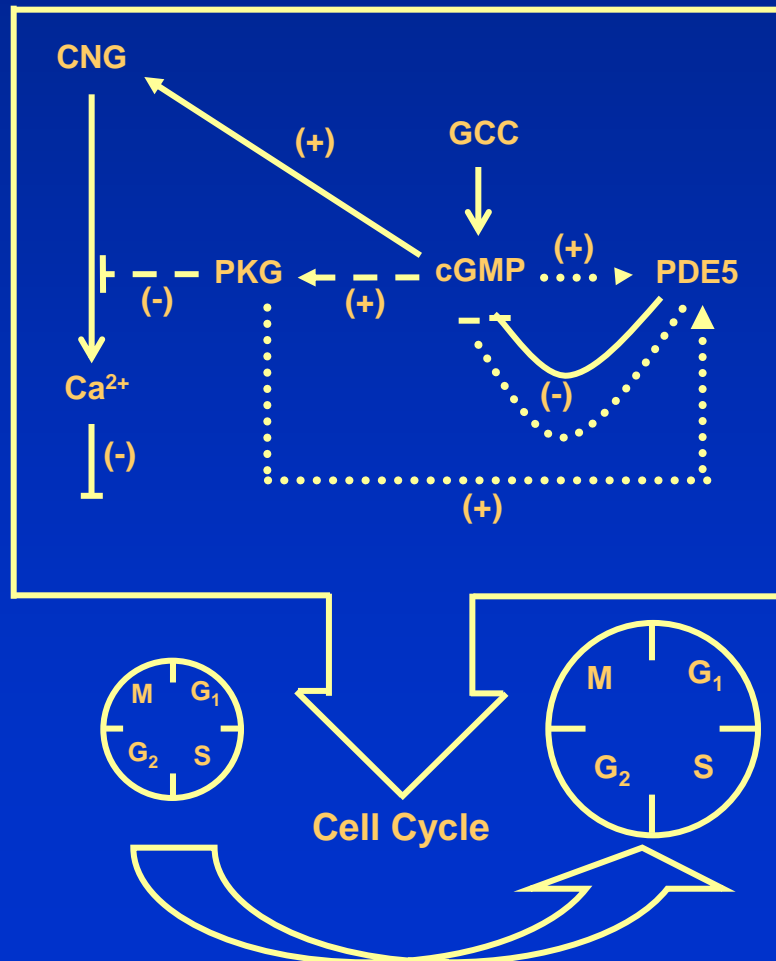 CNG
(+)
GCC
PKG
cGMP
(+)
PDE5
(-)
(+)
Ca²⁺
(-)
(-)
(+)
M
G₁
G₂
S
M
G₁
G₂
S
Cell Cycle